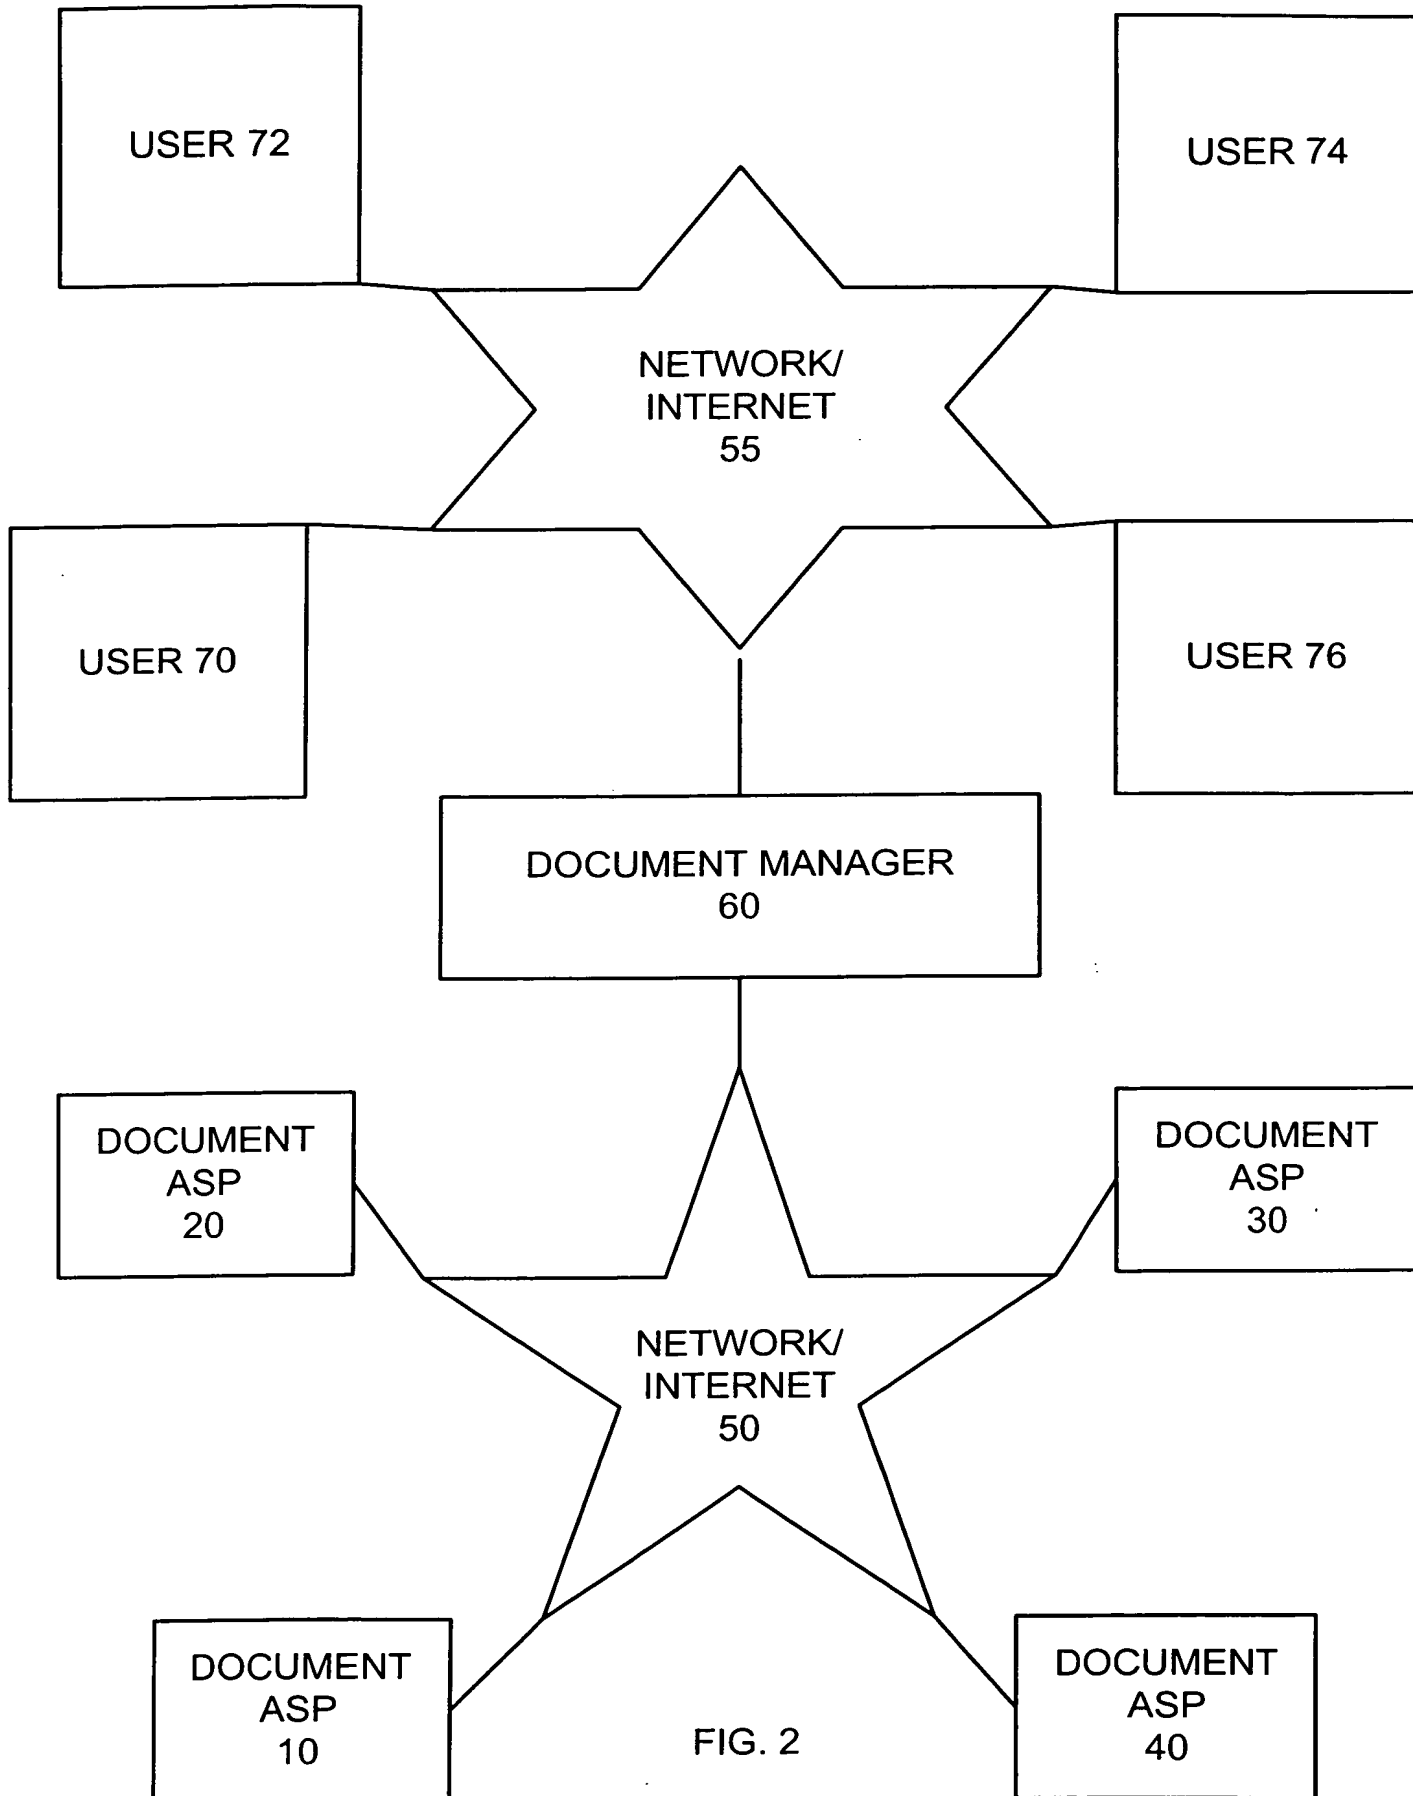 USER 72
USER 74
NETWORK/
INTERNET
55
USER 70
USER 76
DOCUMENT MANAGER
60
DOCUMENT
ASP
20
DOCUMENT
ASP
30
NETWORK/
INTERNET
50
DOCUMENT
ASP
10
DOCUMENT
ASP
40
FIG. 2